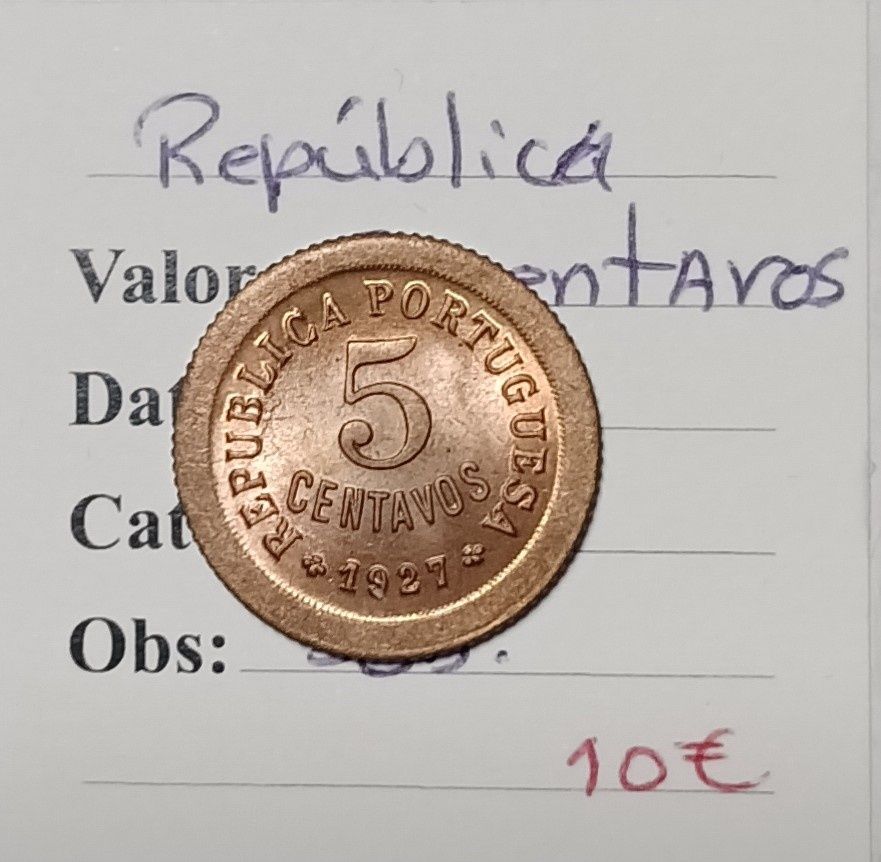 República
Valor entavos
REPUBLICA PORTUGUESA
5
CENTAVOS
* 1927 *
Dat
Cat
Obs:
10€